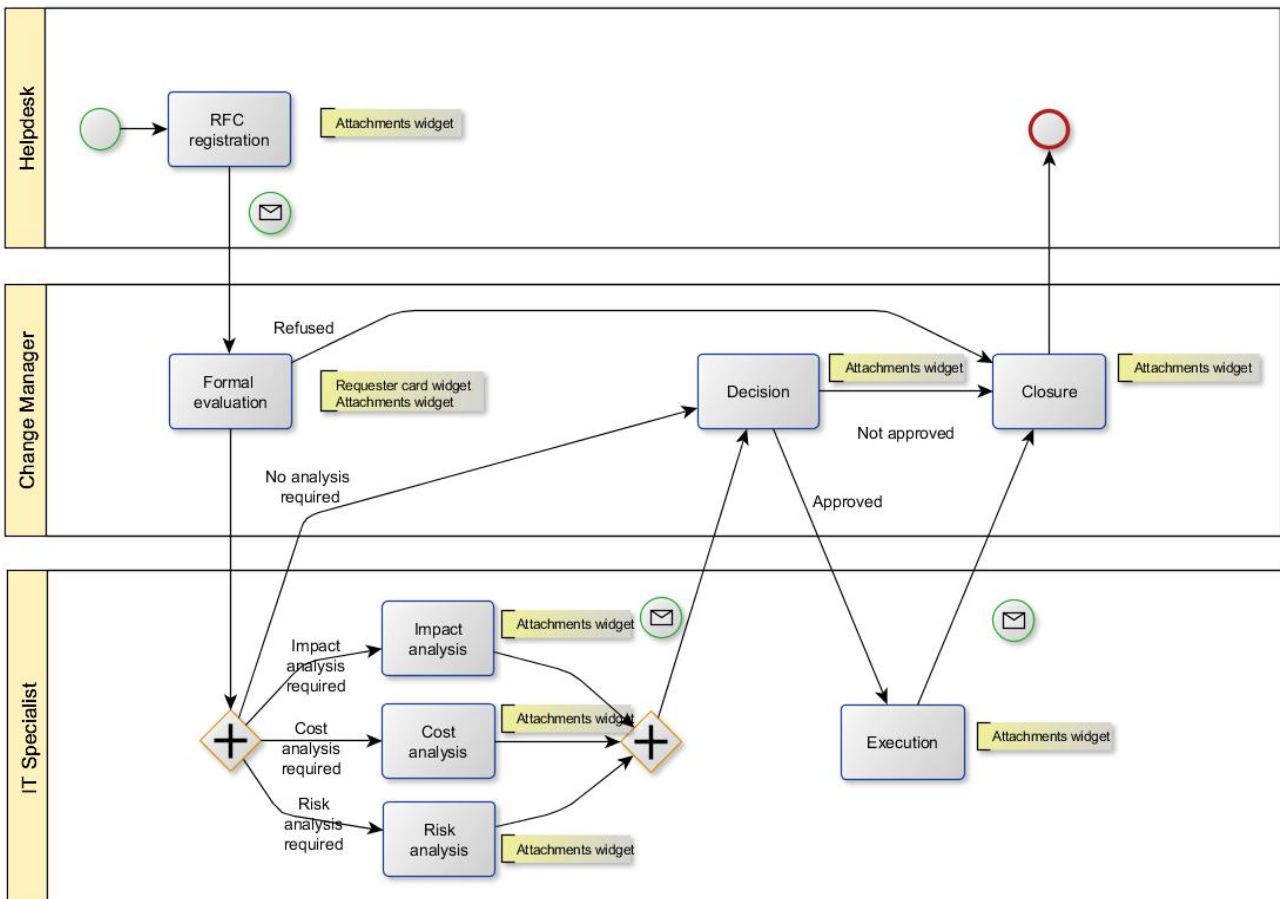 Helpdesk
RFC
registration
Attachments widget
Change Manager
Refused
Formal
evaluation
Requester card widget
Attachments widget
Decision
Attachments widget
Closure
Attachments widget
Not approved
No analysis
required
Approved
IT Specialist
Impact
analysis
required
Impact
analysis
Attachments widget
Cost
analysis
required
Cost
analysis
Attachments widget
Risk
analysis
required
Risk
analysis
Attachments widget
Execution
Attachments widget